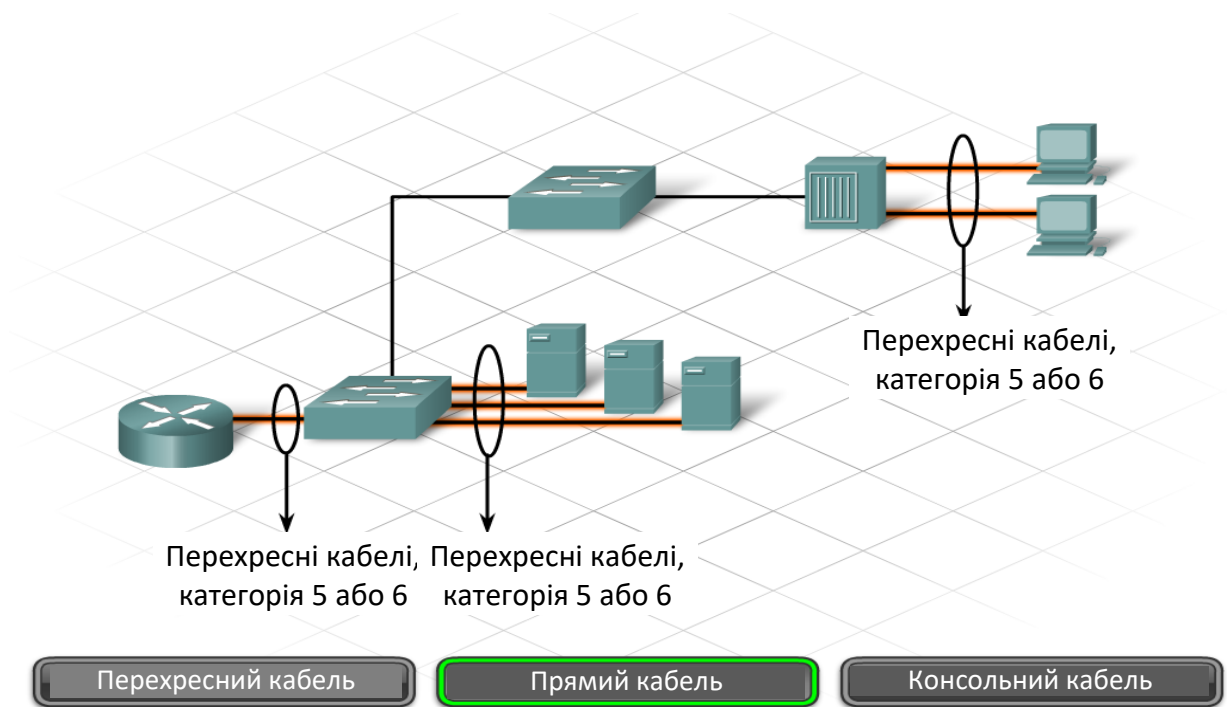 Перехресні кабелі,
категорія 5 або 6
Перехресні кабелі,
категорія 5 або 6
Перехресні кабелі,
категорія 5 або 6
Перехресний кабель
Прямий кабель
Консольний кабель